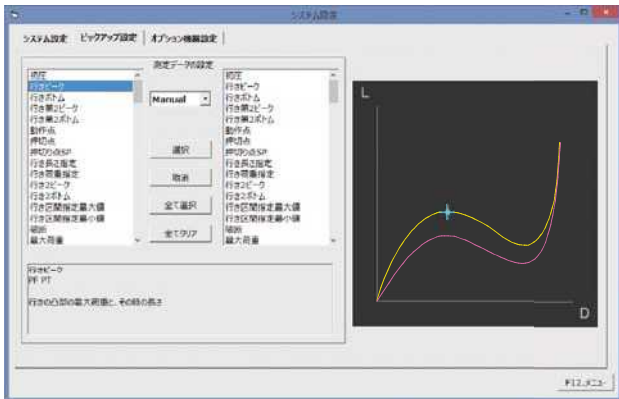 システム設定
システム設定
ピックアップ設定
オプション機器設定
測定データの設定
初圧
行きピーク
行きボトム
行き第2ピーク
行き第2ボトム
動作点
押切点
押切り点SP
行き長さ指定
行き荷重指定
行き2ピーク
行き2ボトム
行き区間指定最大値
行き区間指定最小値
破断
最大荷重
Manual
選択
取消
全て選択
全てクリア
初圧
行きピーク
行きボトム
行き第2ピーク
行き第2ボトム
動作点
押切点
押切り点SP
行き長さ指定
行き荷重指定
行き2ピーク
行き2ボトム
行き区間指定最大値
行き区間指定最小値
破断
最大荷重
行きピーク
PF PT
行きの凸部の最大荷重と、その時の長さ
L
D
F12.メニュー